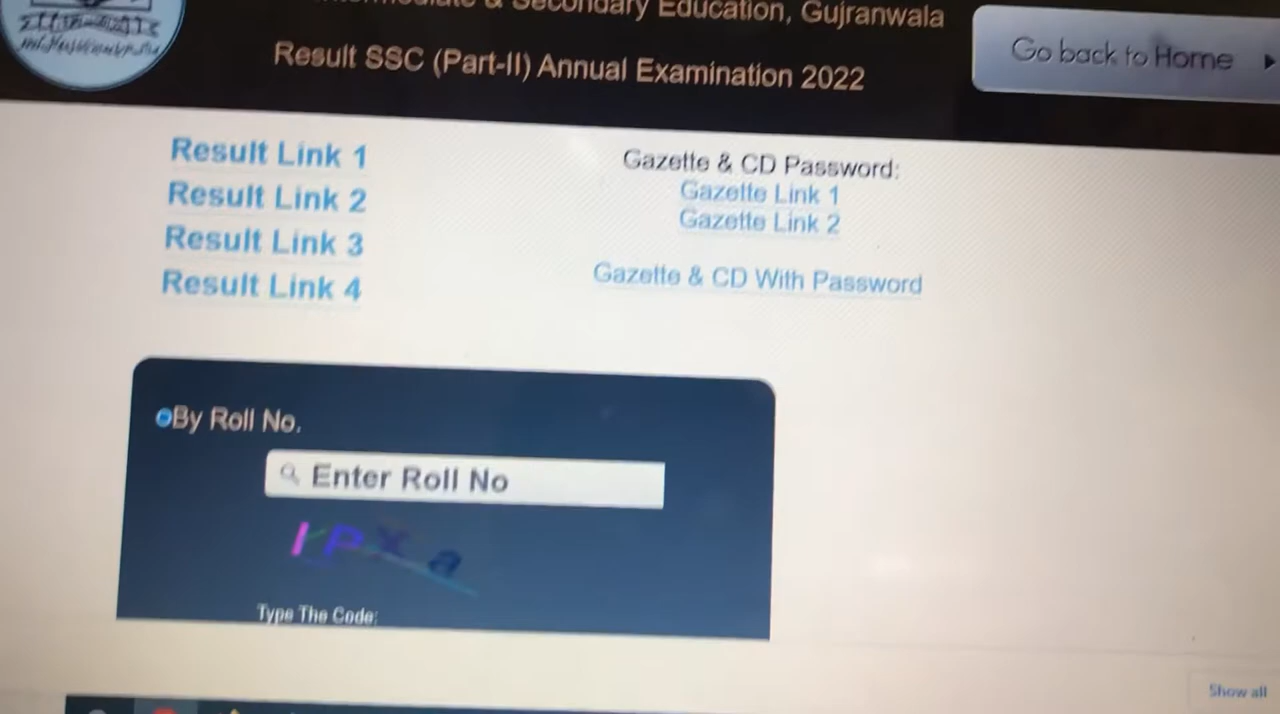 & Secondary Education, Gujranwala
Result SSC (Part-II) Annual Examination 2022
Go back to Home
Result Link 1
Result Link 2
Result Link 3
Result Link 4
Gazette & CD Password:
Gazette Link 1
Gazette Link 2
Gazette & CD With Password
By Roll No.
Enter Roll No
Type The Code:
Show all